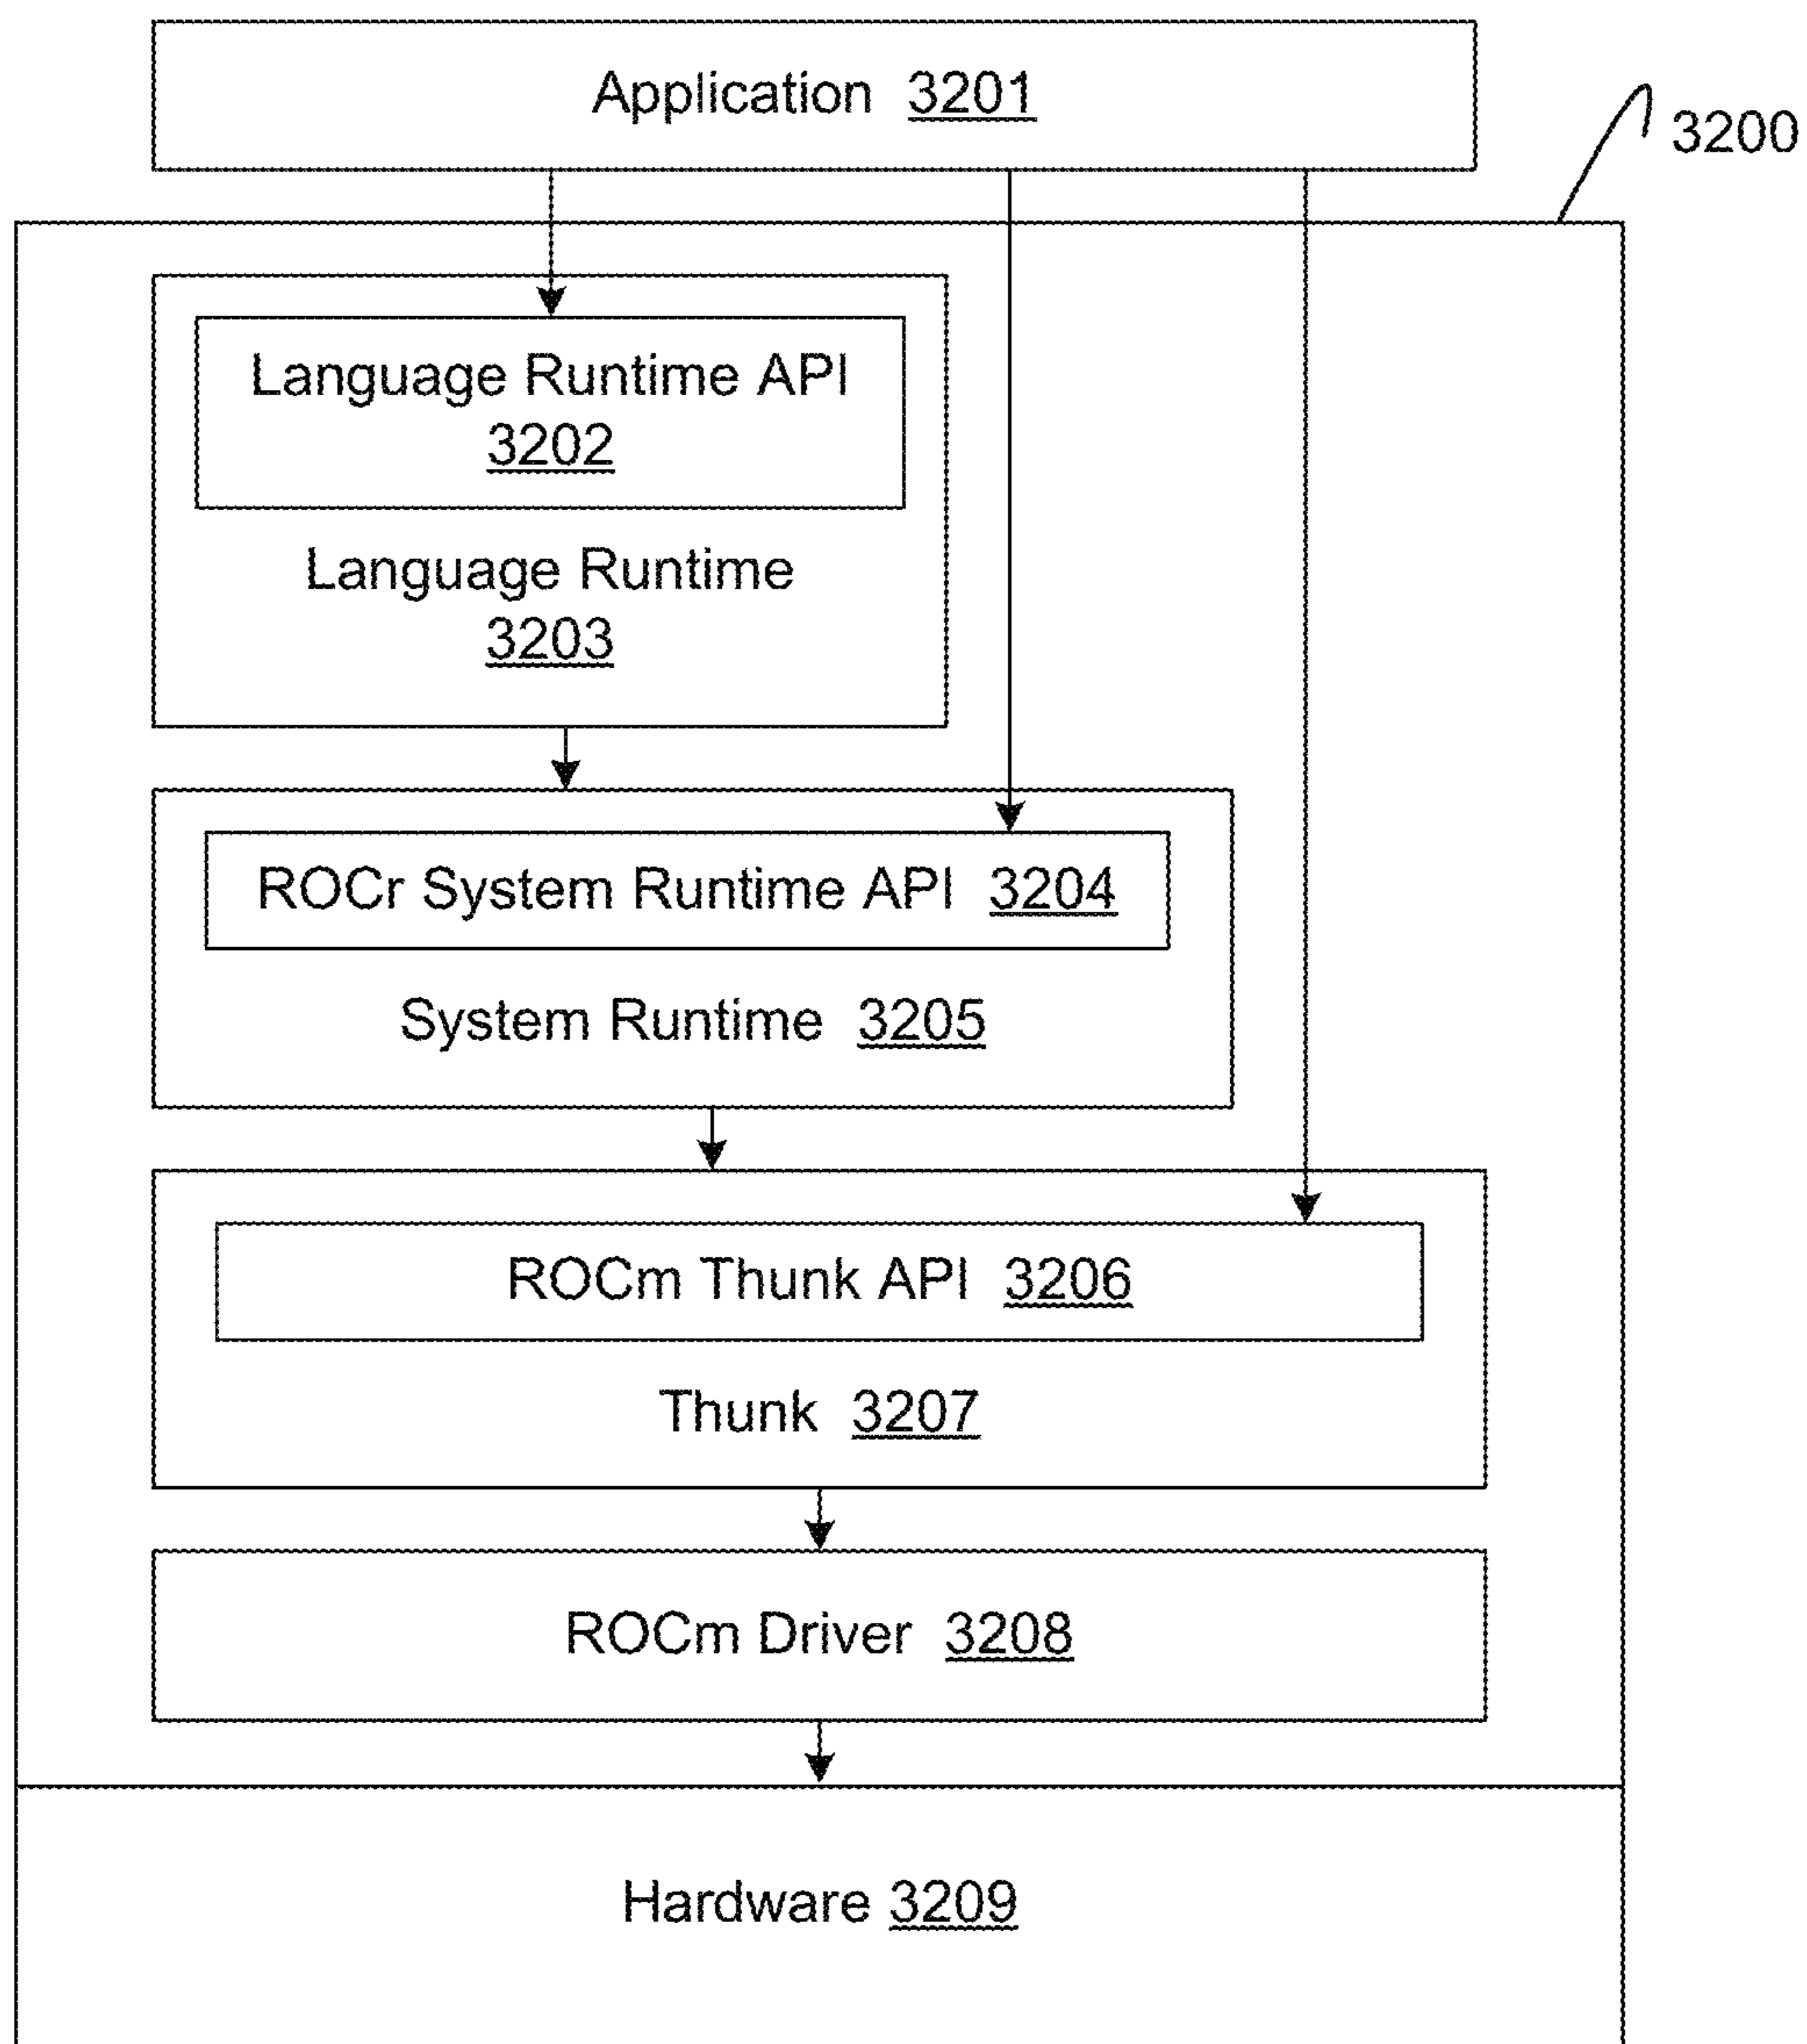 Application 3201
3200
Language Runtime API
3202
Language Runtime
3203
ROCr System Runtime API 3204
System Runtime 3205
ROCm Thunk API 3206
Thunk 3207
ROCm Driver 3208
Hardware 3209